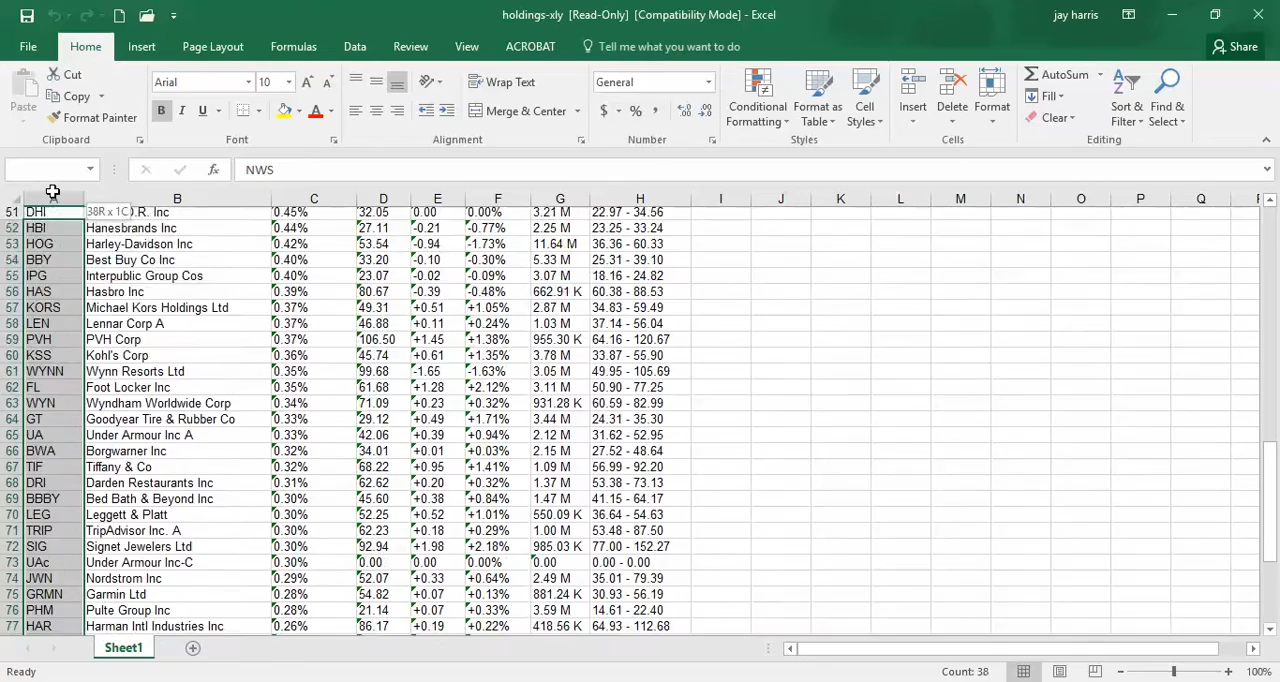 holdings-xly [Read-Only] [Compatibility Mode] - Excel
jay harris
File Home Insert Page Layout Formulas Data Review View ACROBAT Tell me what you want to do Share
Paste
Cut
Copy
Format Painter
Clipboard
Arial 10
B I U
Font
Wrap Text
Merge & Center
Alignment
General
$ % ,
Number
Conditional Formatting
Format as Table
Cell Styles
Styles
Insert Delete Format
Cells
AutoSum
Fill
Clear
Sort & Filter
Find & Select
Editing
fx NWS
A B C D E F G H I J K L M N O P Q
51 DHI 38R x 1C .R. Inc 0.45% 32.05 0.00 0.00% 3.21 M 22.97 - 34.56
52 HBI Hanesbrands Inc 0.44% 27.11 -0.21 -0.77% 2.25 M 23.25 - 33.24
53 HOG Harley-Davidson Inc 0.42% 53.54 -0.94 -1.73% 11.64 M 36.36 - 60.33
54 BBY Best Buy Co Inc 0.40% 33.20 -0.10 -0.30% 5.33 M 25.31 - 39.10
55 IPG Interpublic Group Cos 0.40% 23.07 -0.02 -0.09% 3.07 M 18.16 - 24.82
56 HAS Hasbro Inc 0.39% 80.67 -0.39 -0.48% 662.91 K 60.38 - 88.53
57 KORS Michael Kors Holdings Ltd 0.37% 49.31 +0.51 +1.05% 2.87 M 34.83 - 59.49
58 LEN Lennar Corp A 0.37% 46.88 +0.11 +0.24% 1.03 M 37.14 - 56.04
59 PVH PVH Corp 0.37% 106.50 +1.45 +1.38% 955.30 K 64.16 - 120.67
60 KSS Kohl's Corp 0.36% 45.74 +0.61 +1.35% 3.78 M 33.87 - 55.90
61 WYNN Wynn Resorts Ltd 0.35% 99.68 -1.65 -1.63% 3.05 M 49.95 - 105.69
62 FL Foot Locker Inc 0.35% 61.68 +1.28 +2.12% 3.11 M 50.90 - 77.25
63 WYN Wyndham Worldwide Corp 0.34% 71.09 +0.23 +0.32% 931.28 K 60.59 - 82.99
64 GT Goodyear Tire & Rubber Co 0.33% 29.12 +0.49 +1.71% 3.44 M 24.31 - 35.30
65 UA Under Armour Inc A 0.33% 42.06 +0.39 +0.94% 2.12 M 31.62 - 52.95
66 BWA Borgwarner Inc 0.32% 34.01 +0.01 +0.03% 2.15 M 27.52 - 48.64
67 TIF Tiffany & Co 0.32% 68.22 +0.95 +1.41% 1.09 M 56.99 - 92.20
68 DRI Darden Restaurants Inc 0.31% 62.62 +0.20 +0.32% 1.37 M 53.38 - 73.13
69 BBBY Bed Bath & Beyond Inc 0.30% 45.60 +0.38 +0.84% 1.47 M 41.15 - 64.17
70 LEG Leggett & Platt 0.30% 52.25 +0.52 +1.01% 550.09 K 36.64 - 54.63
71 TRIP TripAdvisor Inc. A 0.30% 62.23 +0.18 +0.29% 1.00 M 53.48 - 87.50
72 SIG Signet Jewelers Ltd 0.30% 92.94 +1.98 +2.18% 985.03 K 77.00 - 152.27
73 UAc Under Armour Inc-C 0.30% 0.00 0.00 0.00% 0.00 0.00 - 0.00
74 JWN Nordstrom Inc 0.29% 52.07 +0.33 +0.64% 2.49 M 35.01 - 79.39
75 GRMN Garmin Ltd 0.28% 54.82 +0.07 +0.13% 881.24 K 30.93 - 56.19
76 PHM Pulte Group Inc 0.28% 21.14 +0.07 +0.33% 3.59 M 14.61 - 22.40
77 HAR Harman Intl Industries Inc 0.26% 86.17 +0.19 +0.22% 418.56 K 64.93 - 112.68
Sheet1
Ready Count: 38 100%